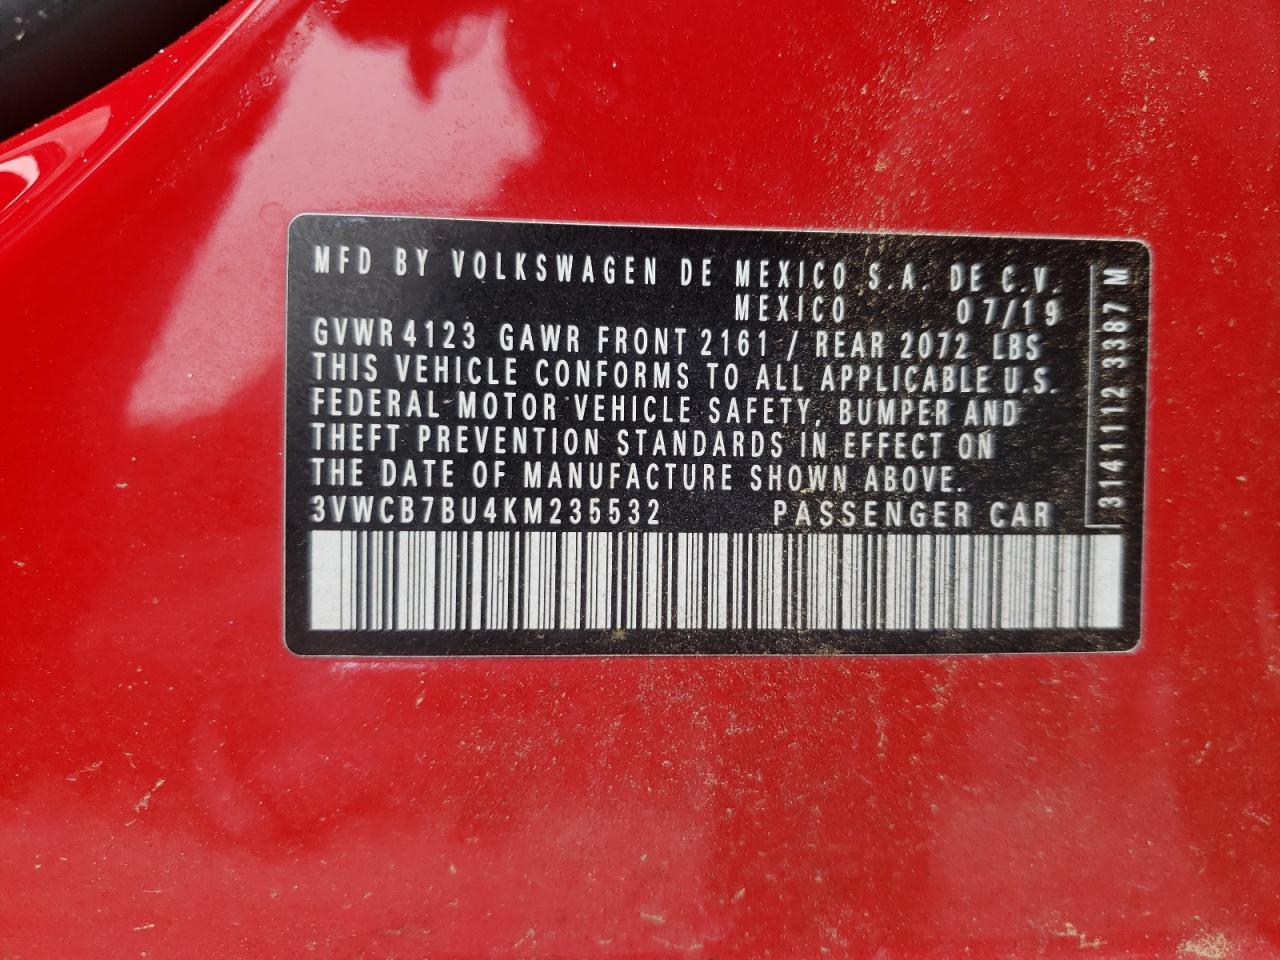 MFD BY VOLKSWAGEN DE MEXICO S.A. DE C.V.
MEXICO 07/19
GVWR 4123 GAWR FRONT 2161 / REAR 2072 LBS
THIS VEHICLE CONFORMS TO ALL APPLICABLE U.S.
FEDERAL MOTOR VEHICLE SAFETY, BUMPER AND
THEFT PREVENTION STANDARDS IN EFFECT ON
THE DATE OF MANUFACTURE SHOWN ABOVE.
3VWCB7BU4KM235532 PASSENGER CAR
3141112 3387 M